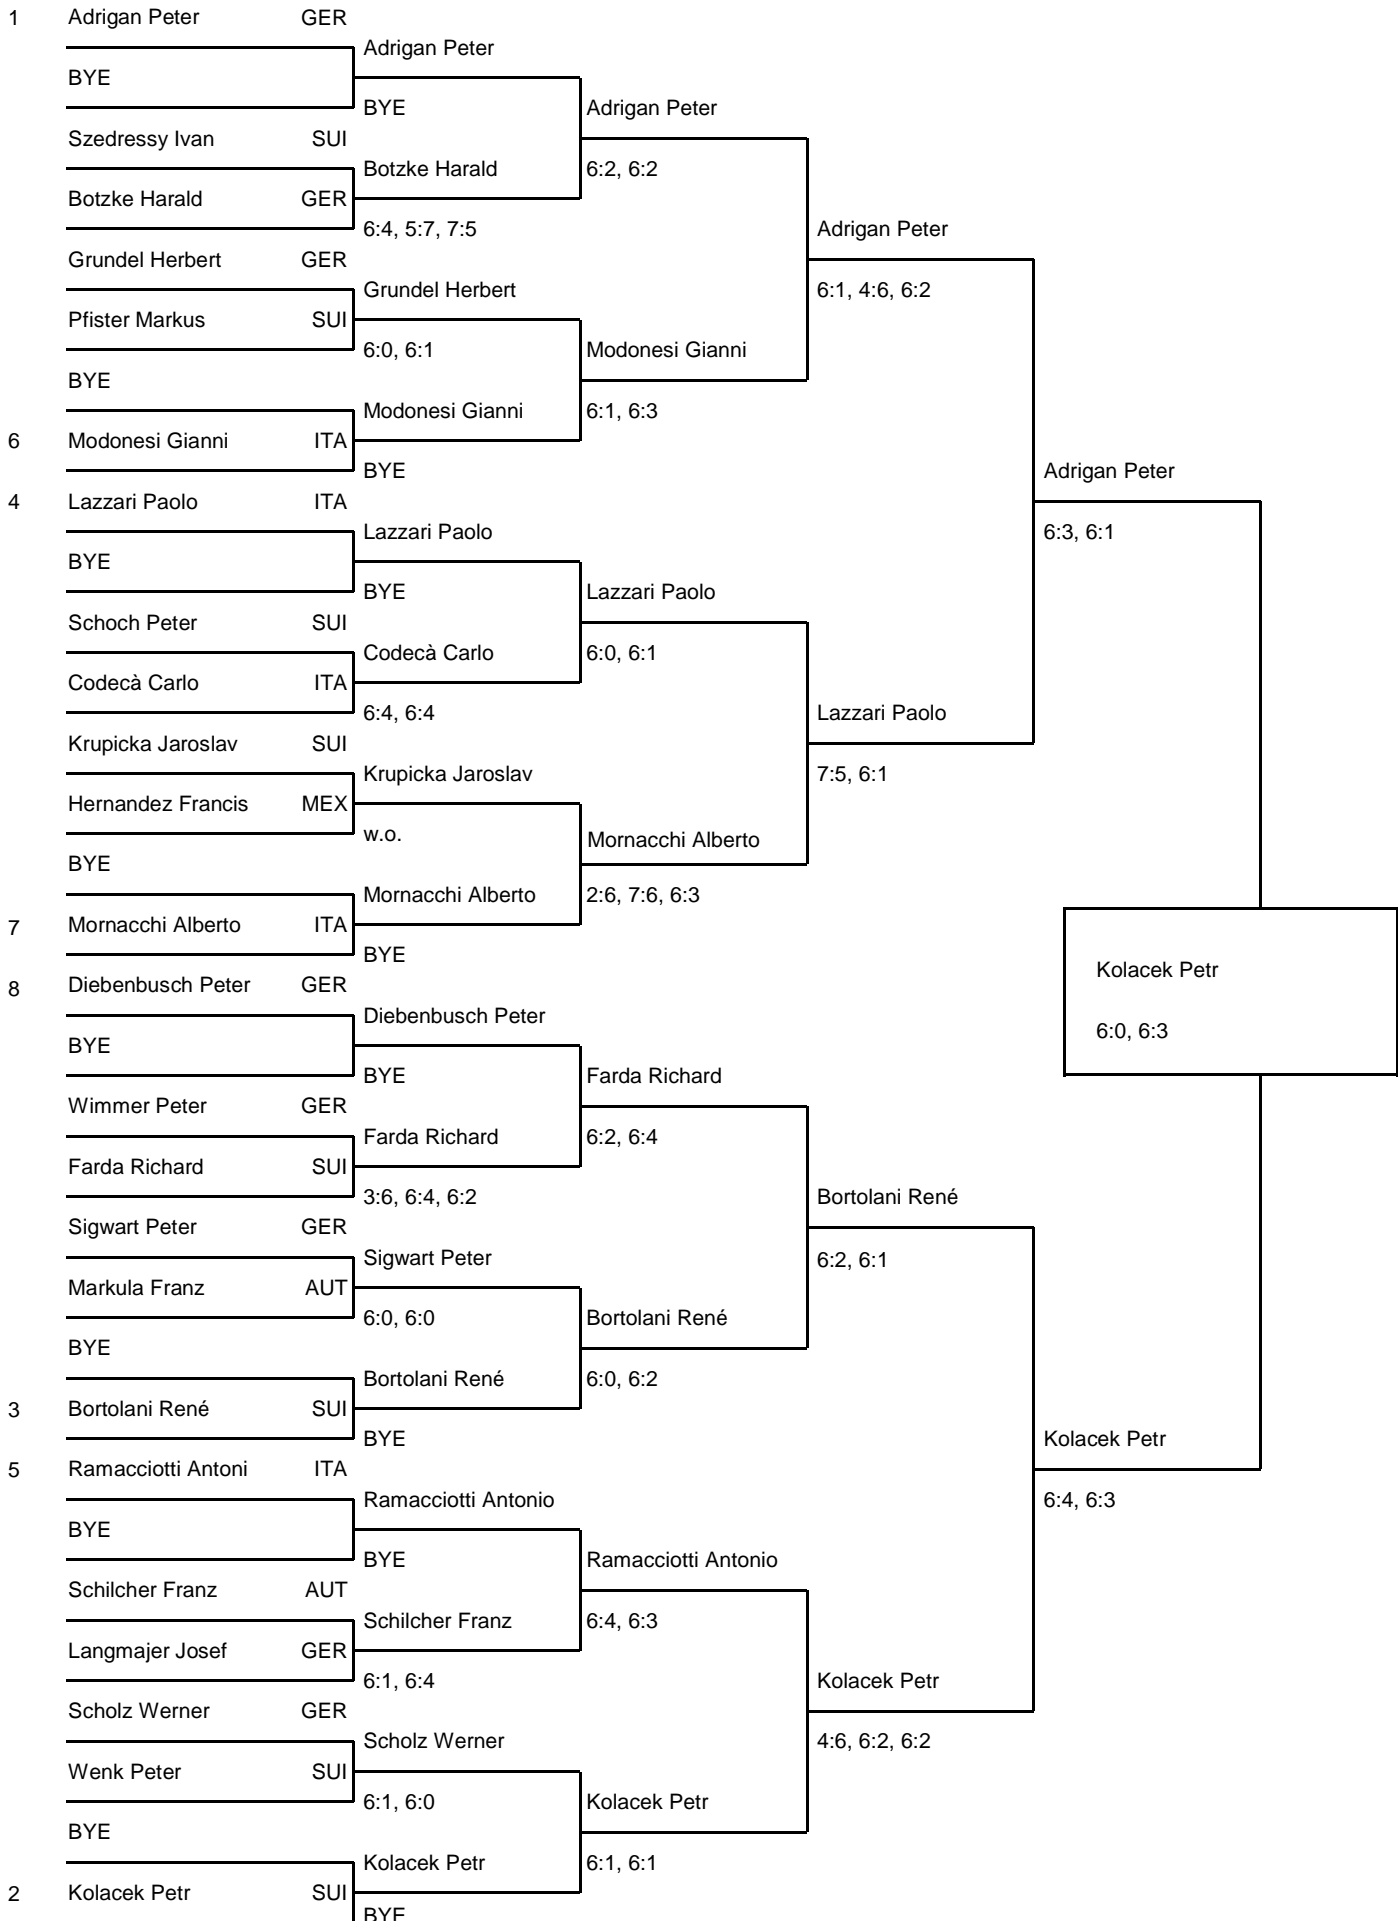 1 Adrigan Peter GER
Adrigan Peter
BYE
BYE Adrigan Peter
Szedressy Ivan SUI
Botzke Harald 6:2, 6:2
Botzke Harald GER
6:4, 5:7, 7:5 Adrigan Peter
Grundel Herbert GER
Grundel Herbert 6:1, 4:6, 6:2
Pfister Markus SUI
6:0, 6:1 Modonesi Gianni
BYE
Modonesi Gianni 6:1, 6:3
6 Modonesi Gianni ITA
BYE Adrigan Peter
4 Lazzari Paolo ITA
Lazzari Paolo 6:3, 6:1
BYE
BYE Lazzari Paolo
Schoch Peter SUI
Codecà Carlo 6:0, 6:1
Codecà Carlo ITA
6:4, 6:4 Lazzari Paolo
Krupicka Jaroslav SUI
Krupicka Jaroslav 7:5, 6:1
Hernandez Francis MEX
w.o. Mornacchi Alberto
BYE
Mornacchi Alberto 2:6, 7:6, 6:3
7 Mornacchi Alberto ITA
BYE Kolacek Petr
8 Diebenbusch Peter GER
Diebenbusch Peter 6:0, 6:3
BYE
BYE Farda Richard
Wimmer Peter GER
Farda Richard 6:2, 6:4
Farda Richard SUI
3:6, 6:4, 6:2 Bortolani René
Sigwart Peter GER
Sigwart Peter 6:2, 6:1
Markula Franz AUT
6:0, 6:0 Bortolani René
BYE
Bortolani René 6:0, 6:2
3 Bortolani René SUI
BYE Kolacek Petr
5 Ramacciotti Antoni ITA
Ramacciotti Antonio 6:4, 6:3
BYE
BYE Ramacciotti Antonio
Schilcher Franz AUT
Schilcher Franz 6:4, 6:3
Langmajer Josef GER
6:1, 6:4 Kolacek Petr
Scholz Werner GER
Scholz Werner 4:6, 6:2, 6:2
Wenk Peter SUI
6:1, 6:0 Kolacek Petr
BYE
Kolacek Petr 6:1, 6:1
2 Kolacek Petr SUI
BYE